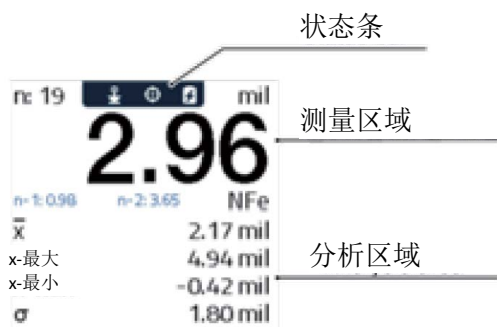 状态条
n: 19 mil
2.96
测量区域
n-1: 0.98 n-2: 3.65 NFe
x̄ 2.17 mil
x-最大 4.94 mil
分析区域
x-最小 -0.42 mil
σ 1.80 mil